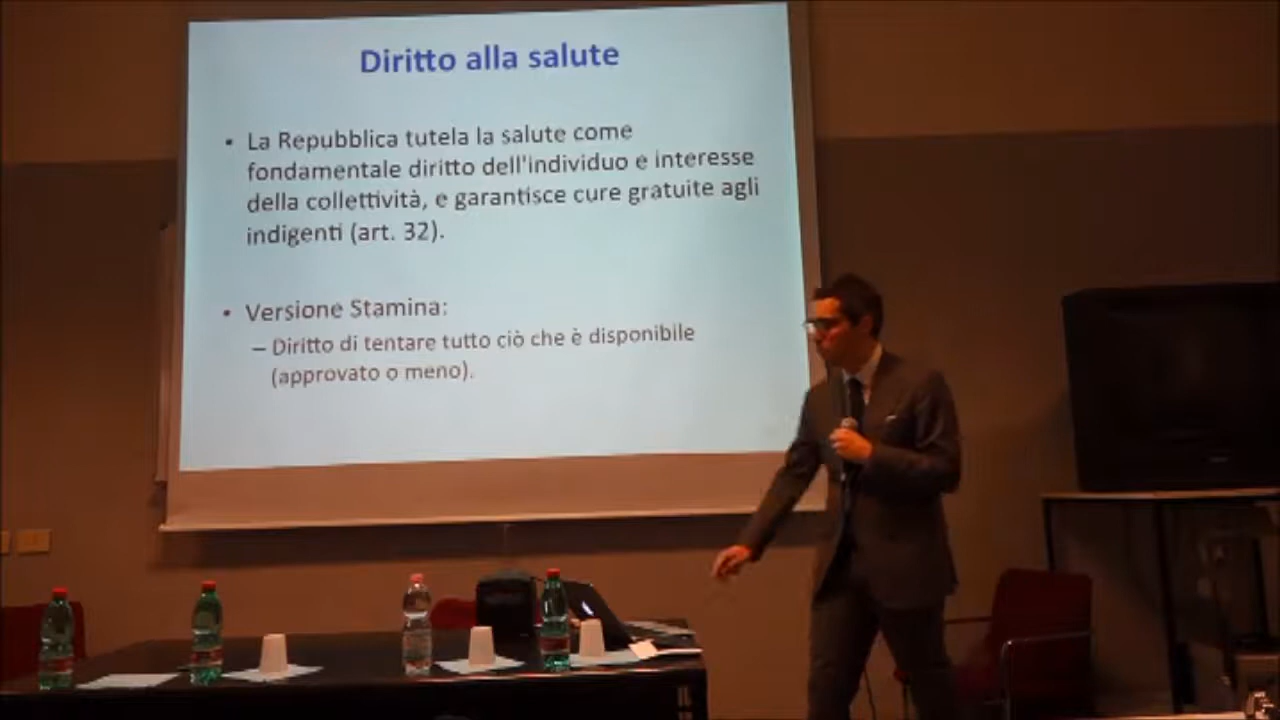 Diritto alla salute
• La Repubblica tutela la salute come
fondamentale diritto dell'individuo e interesse
della collettività, e garantisce cure gratuite agli
indigenti (art. 32).
• Versione Stamina:
– Diritto di tentare tutto ciò che è disponibile
(approvato o meno).